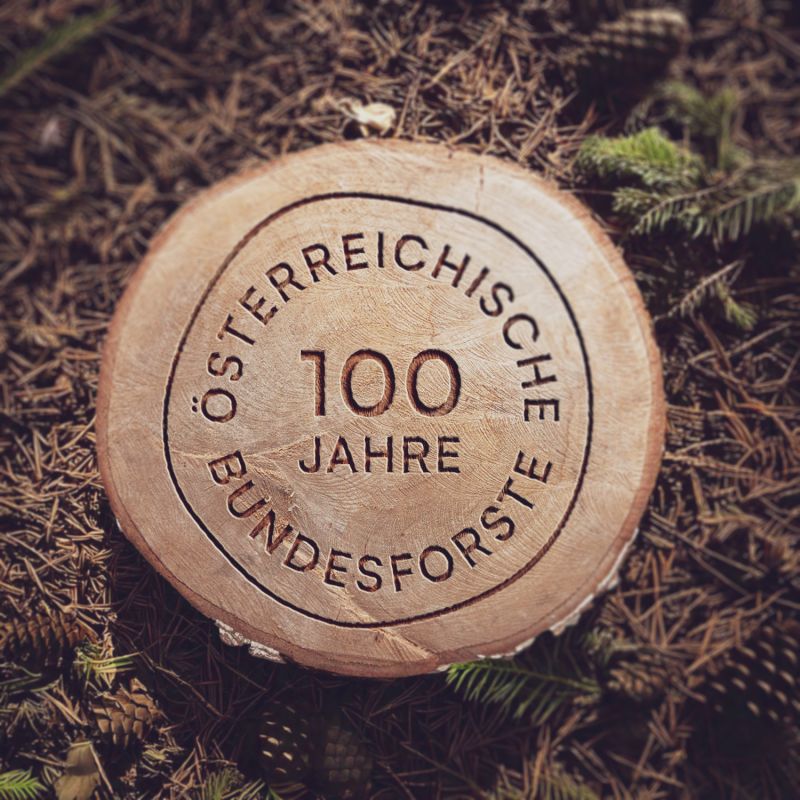 ÖSTERREICHISCHE
100
JAHRE
BUNDESFORSTE